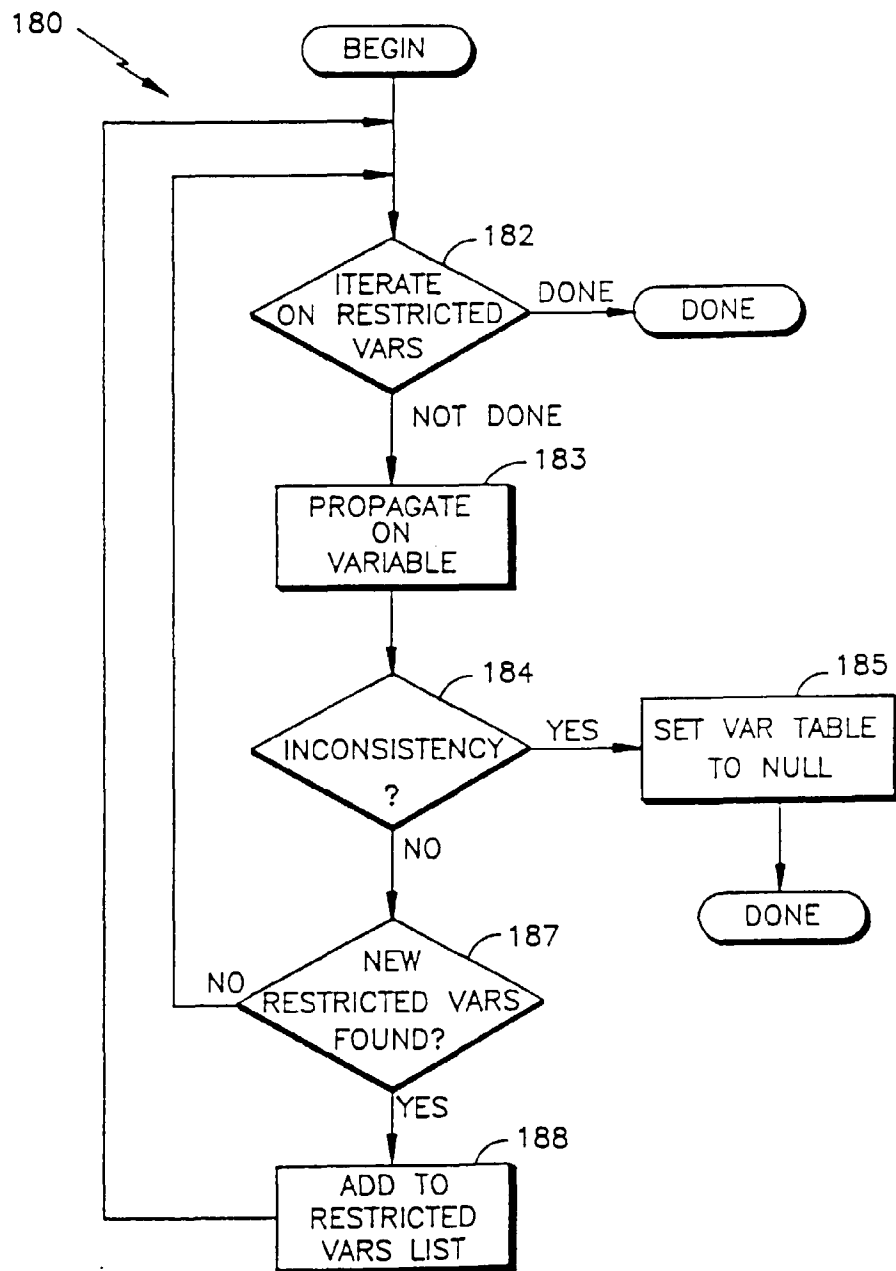 180
BEGIN
182
ITERATE
ON RESTRICTED
VARS
DONE
DONE
NOT DONE
183
PROPAGATE
ON
VARIABLE
184
INCONSISTENCY
?
YES
185
SET VAR TABLE
TO NULL
DONE
NO
187
NEW
RESTRICTED VARS
FOUND?
NO
YES
188
ADD TO
RESTRICTED
VARS LIST